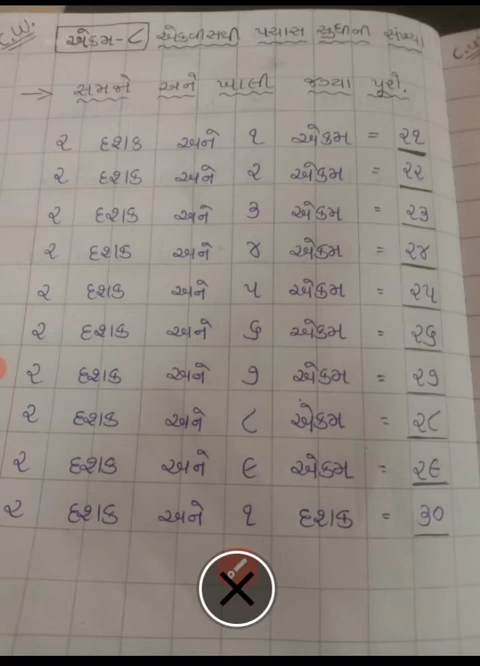 C.W.
એકમ-૮ એકવીસથી પચાસ સુધીની સંખ્યા
→ સમજો અને ખાલી જગ્યા પૂરો.
૨ દશક અને ૧ એકમ = ૨૧
૨ દશક અને ૨ એકમ = ૨૨
૨ દશક અને ૩ એકમ = ૨૩
૨ દશક અને ૪ એકમ = ૨૪
૨ દશક અને ૫ એકમ = ૨૫
૨ દશક અને ૬ એકમ = ૨૬
૨ દશક અને ૭ એકમ = ૨૭
૨ દશક અને ૮ એકમ = ૨૮
૨ દશક અને ૯ એકમ = ૨૯
૨ દશક અને ૧ દશક = ૩૦